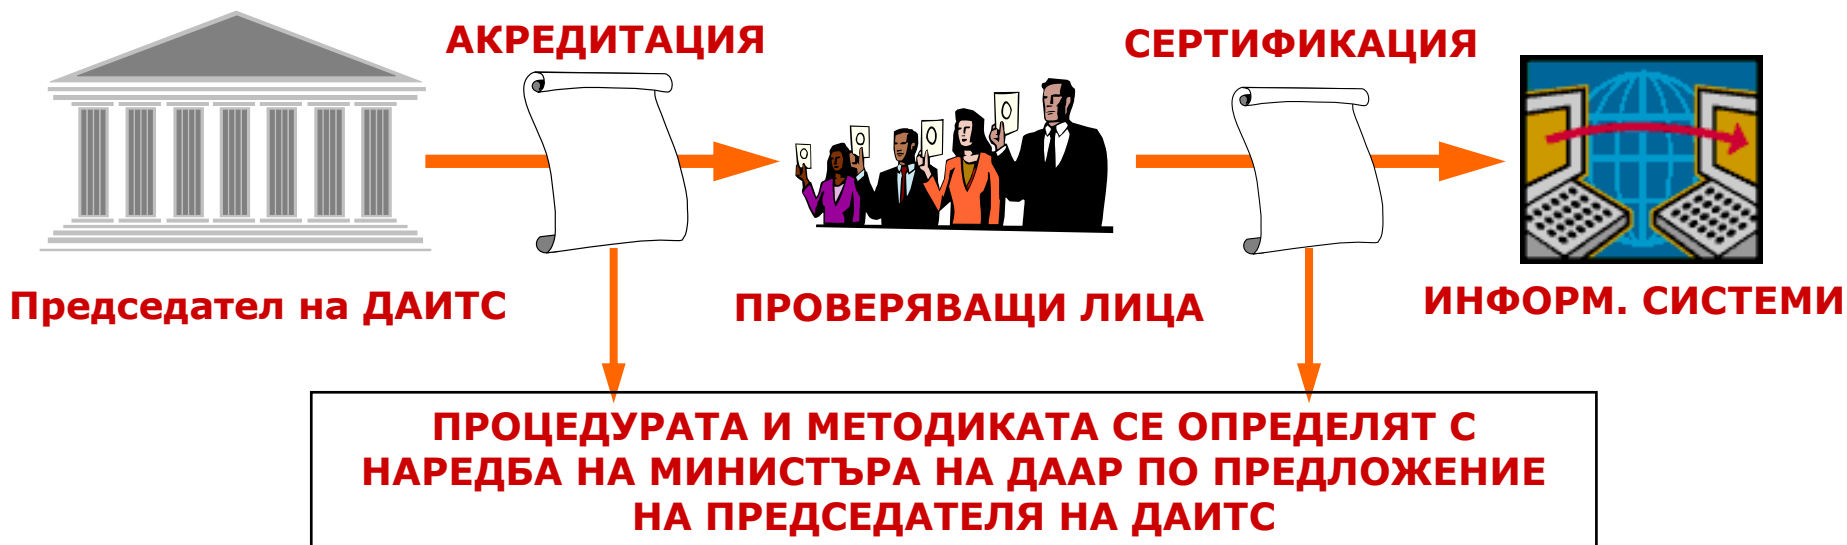 АКРЕДИТАЦИЯ
СЕРТИФИКАЦИЯ
Председател на ДАИТС
ПРОВЕРЯВАЩИ ЛИЦА
ИНФОРМ. СИСТЕМИ
ПРОЦЕДУРАТА И МЕТОДИКАТА СЕ ОПРЕДЕЛЯТ С
НАРЕДБА НА МИНИСТЪРА НА ДААР ПО ПРЕДЛОЖЕНИЕ
НА ПРЕДСЕДАТЕЛЯ НА ДАИТС